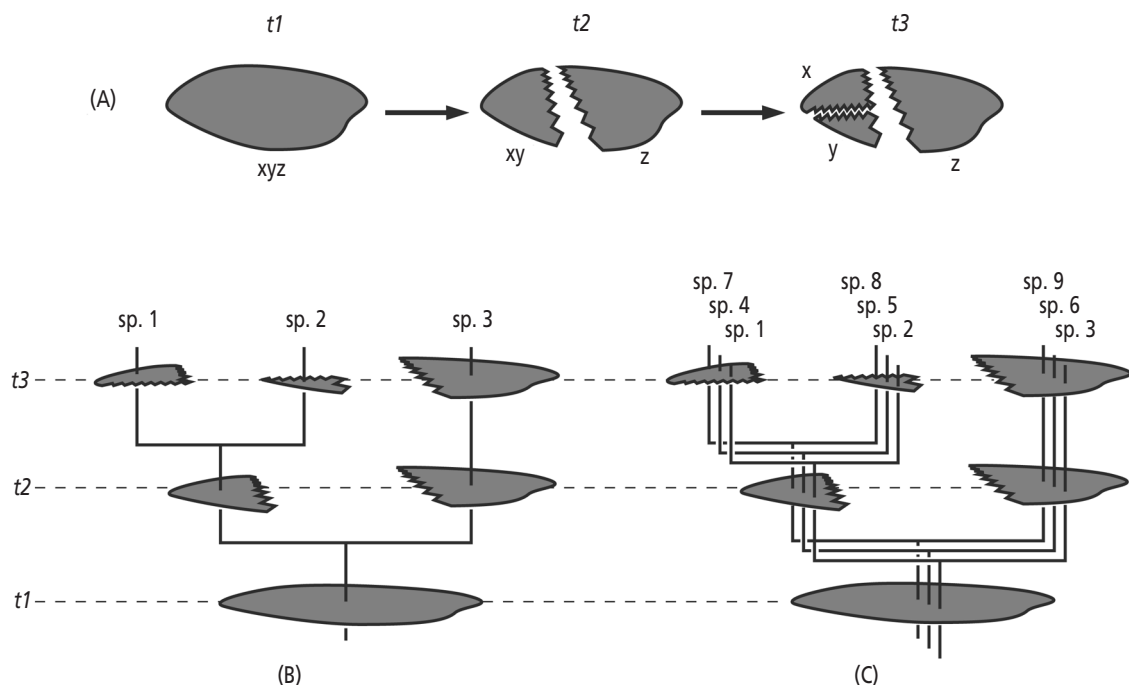 t1 t2 t3
(A)
x
xyz xy z y z
sp. 7 sp. 8 sp. 9
sp. 4 sp. 5 sp. 6
sp. 1 sp. 2 sp. 3 sp. 1 sp. 2 sp. 3
t3
t2
t1
(B) (C)